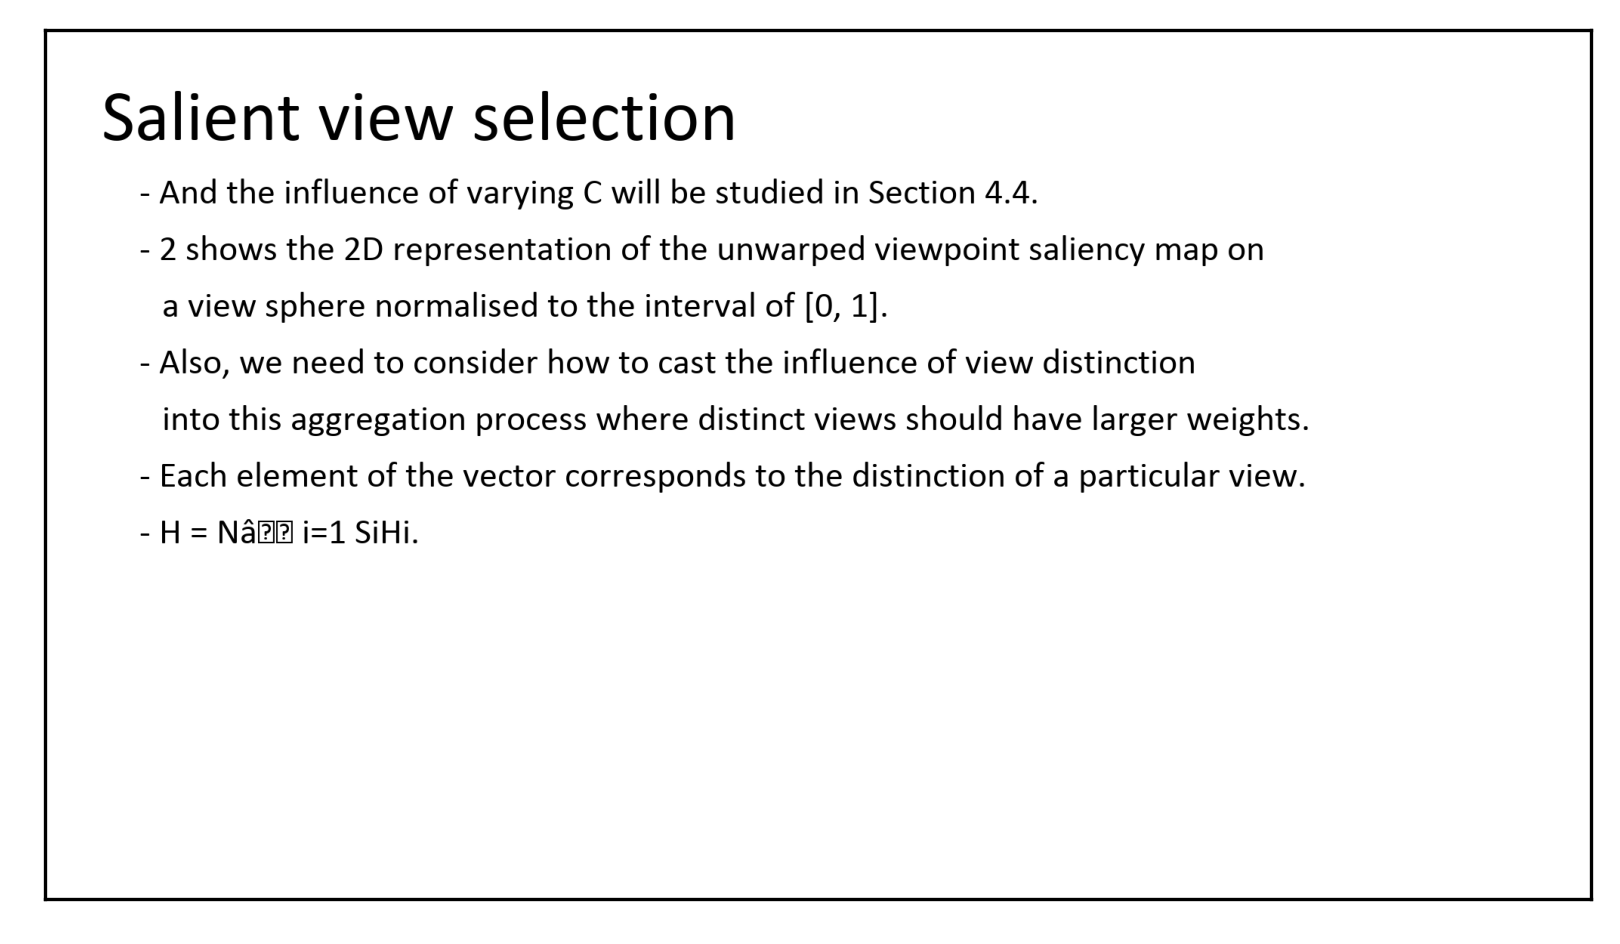 Salient view selection
- And the influence of varying C will be studied in Section 4.4.
- 2 shows the 2D representation of the unwarped viewpoint saliency map on
a view sphere normalised to the interval of [0, 1].
- Also, we need to consider how to cast the influence of view distinction
into this aggregation process where distinct views should have larger weights.
- Each element of the vector corresponds to the distinction of a particular view.
- H = Nâ⍰⍰ i=1 SiHi.